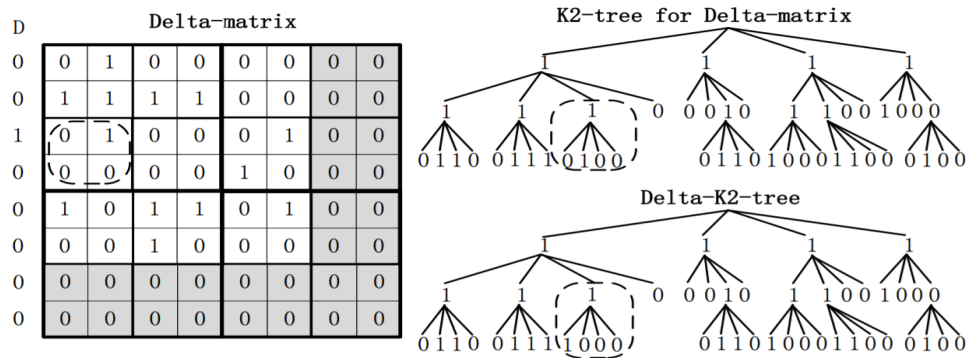 D
Delta-matrix
0 0 1 0 0 0 0 0 0
0 1 1 1 1 0 0 0 0
1 0 1 0 0 0 1 0 0
0 0 0 0 0 1 0 0 0
0 1 0 1 1 0 1 0 0
0 0 0 1 0 0 0 0 0
0 0 0 0 0 0 0 0 0
0 0 0 0 0 0 0 0 0
K2-tree for Delta-matrix
1 1 1 1
1 1 1 0 0 0 1 0 1 1 0 0 1 0 0 0
0 1 1 0 0 1 1 1 0 1 0 0 0 1 1 0 1 0 0 0 1 1 0 0 0 1 0 0
Delta-K2-tree
1 1 1 1
1 1 1 0 0 0 1 0 1 1 0 0 1 0 0 0
0 1 1 0 0 1 1 1 1 0 0 0 0 1 1 0 1 0 0 0 1 1 0 0 0 1 0 0